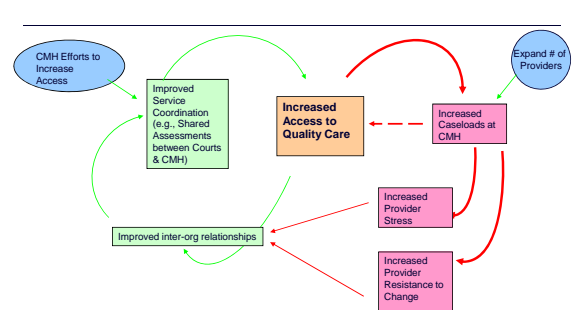 CMH Efforts to
Increase
Access
Expand # of
Providers
Improved
Service
Coordination
(e.g., Shared
Assessments
between Courts
& CMH)
Increased
Access to
Quality Care
Increased
Caseloads at
CMH
Increased
Provider
Stress
Improved inter-org relationships
Increased
Provider
Resistance to
Change